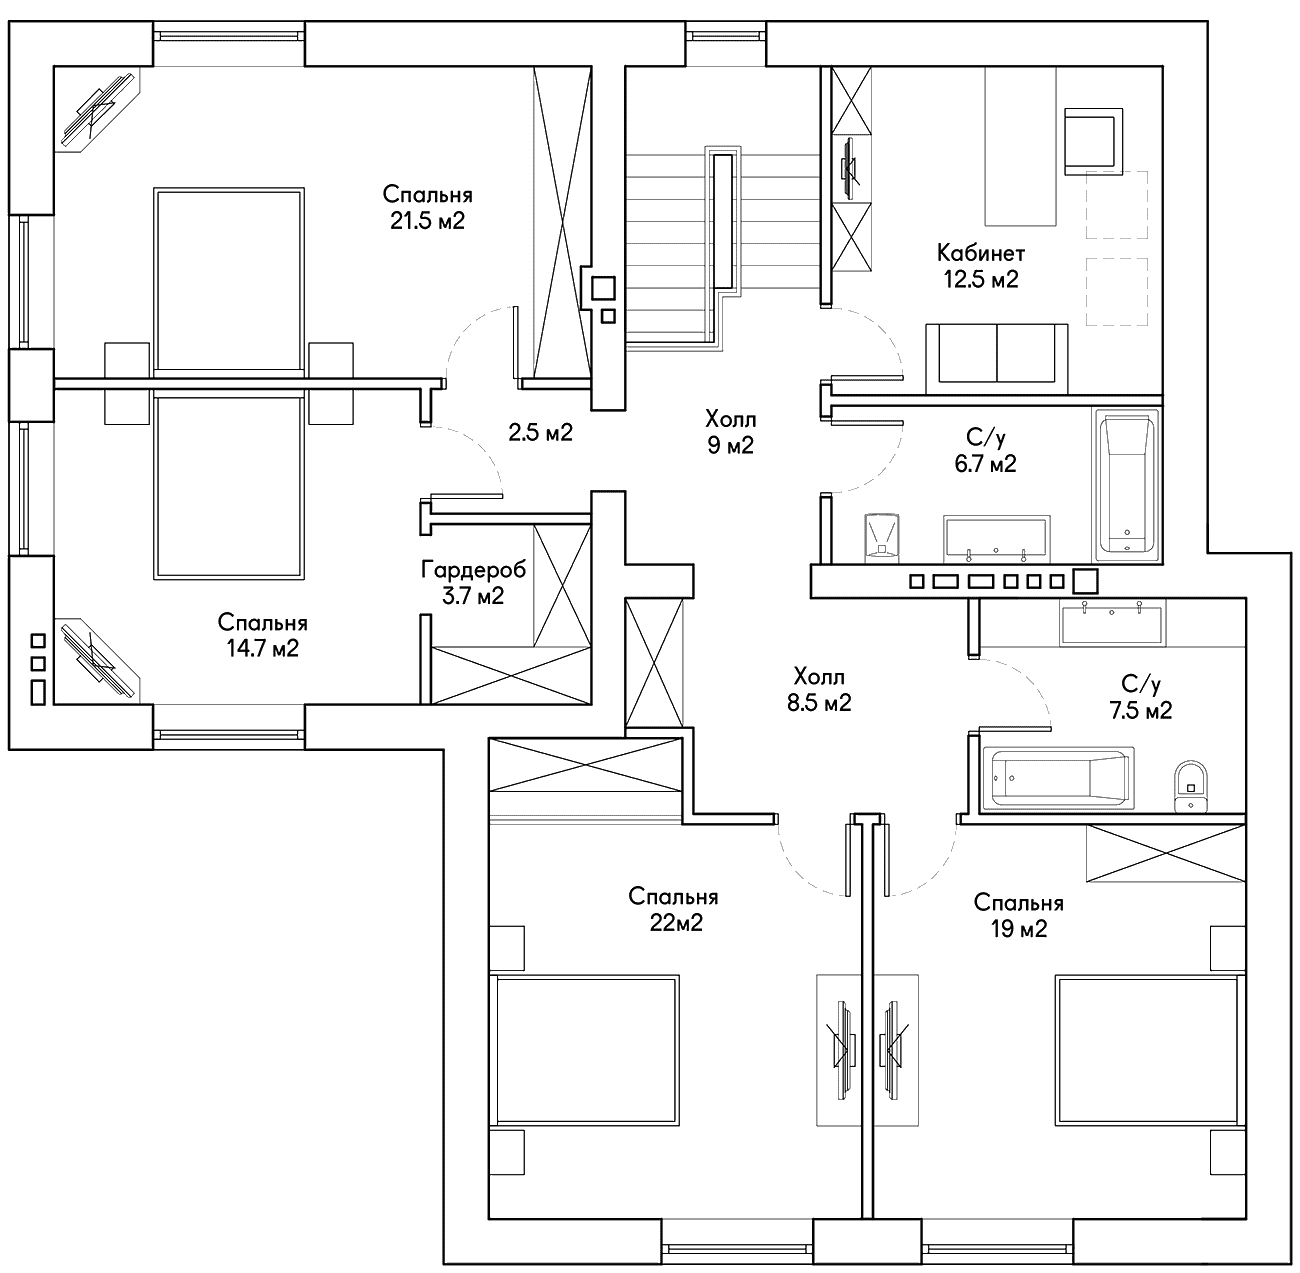 Спальня
21.5 м2
Кабинет
12.5 м2
2.5 м2
Холл
9 м2
С/у
6.7 м2
Гардероб
3.7 м2
Спальня
14.7 м2
Холл
8.5 м2
С/у
7.5 м2
Спальня
22м2
Спальня
19 м2